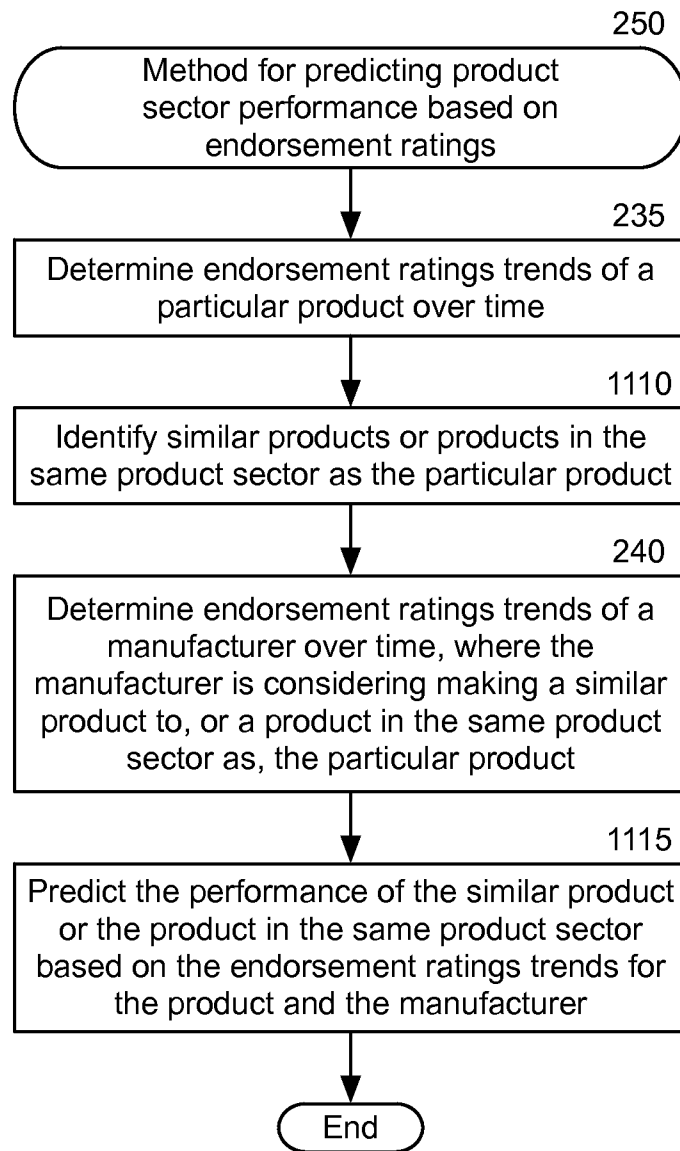 250
Method for predicting product
sector performance based on
endorsement ratings
235
Determine endorsement ratings trends of a
particular product over time
1110
Identify similar products or products in the
same product sector as the particular product
240
Determine endorsement ratings trends of a
manufacturer over time, where the
manufacturer is considering making a similar
product to, or a product in the same product
sector as, the particular product
1115
Predict the performance of the similar product
or the product in the same product sector
based on the endorsement ratings trends for
the product and the manufacturer
End